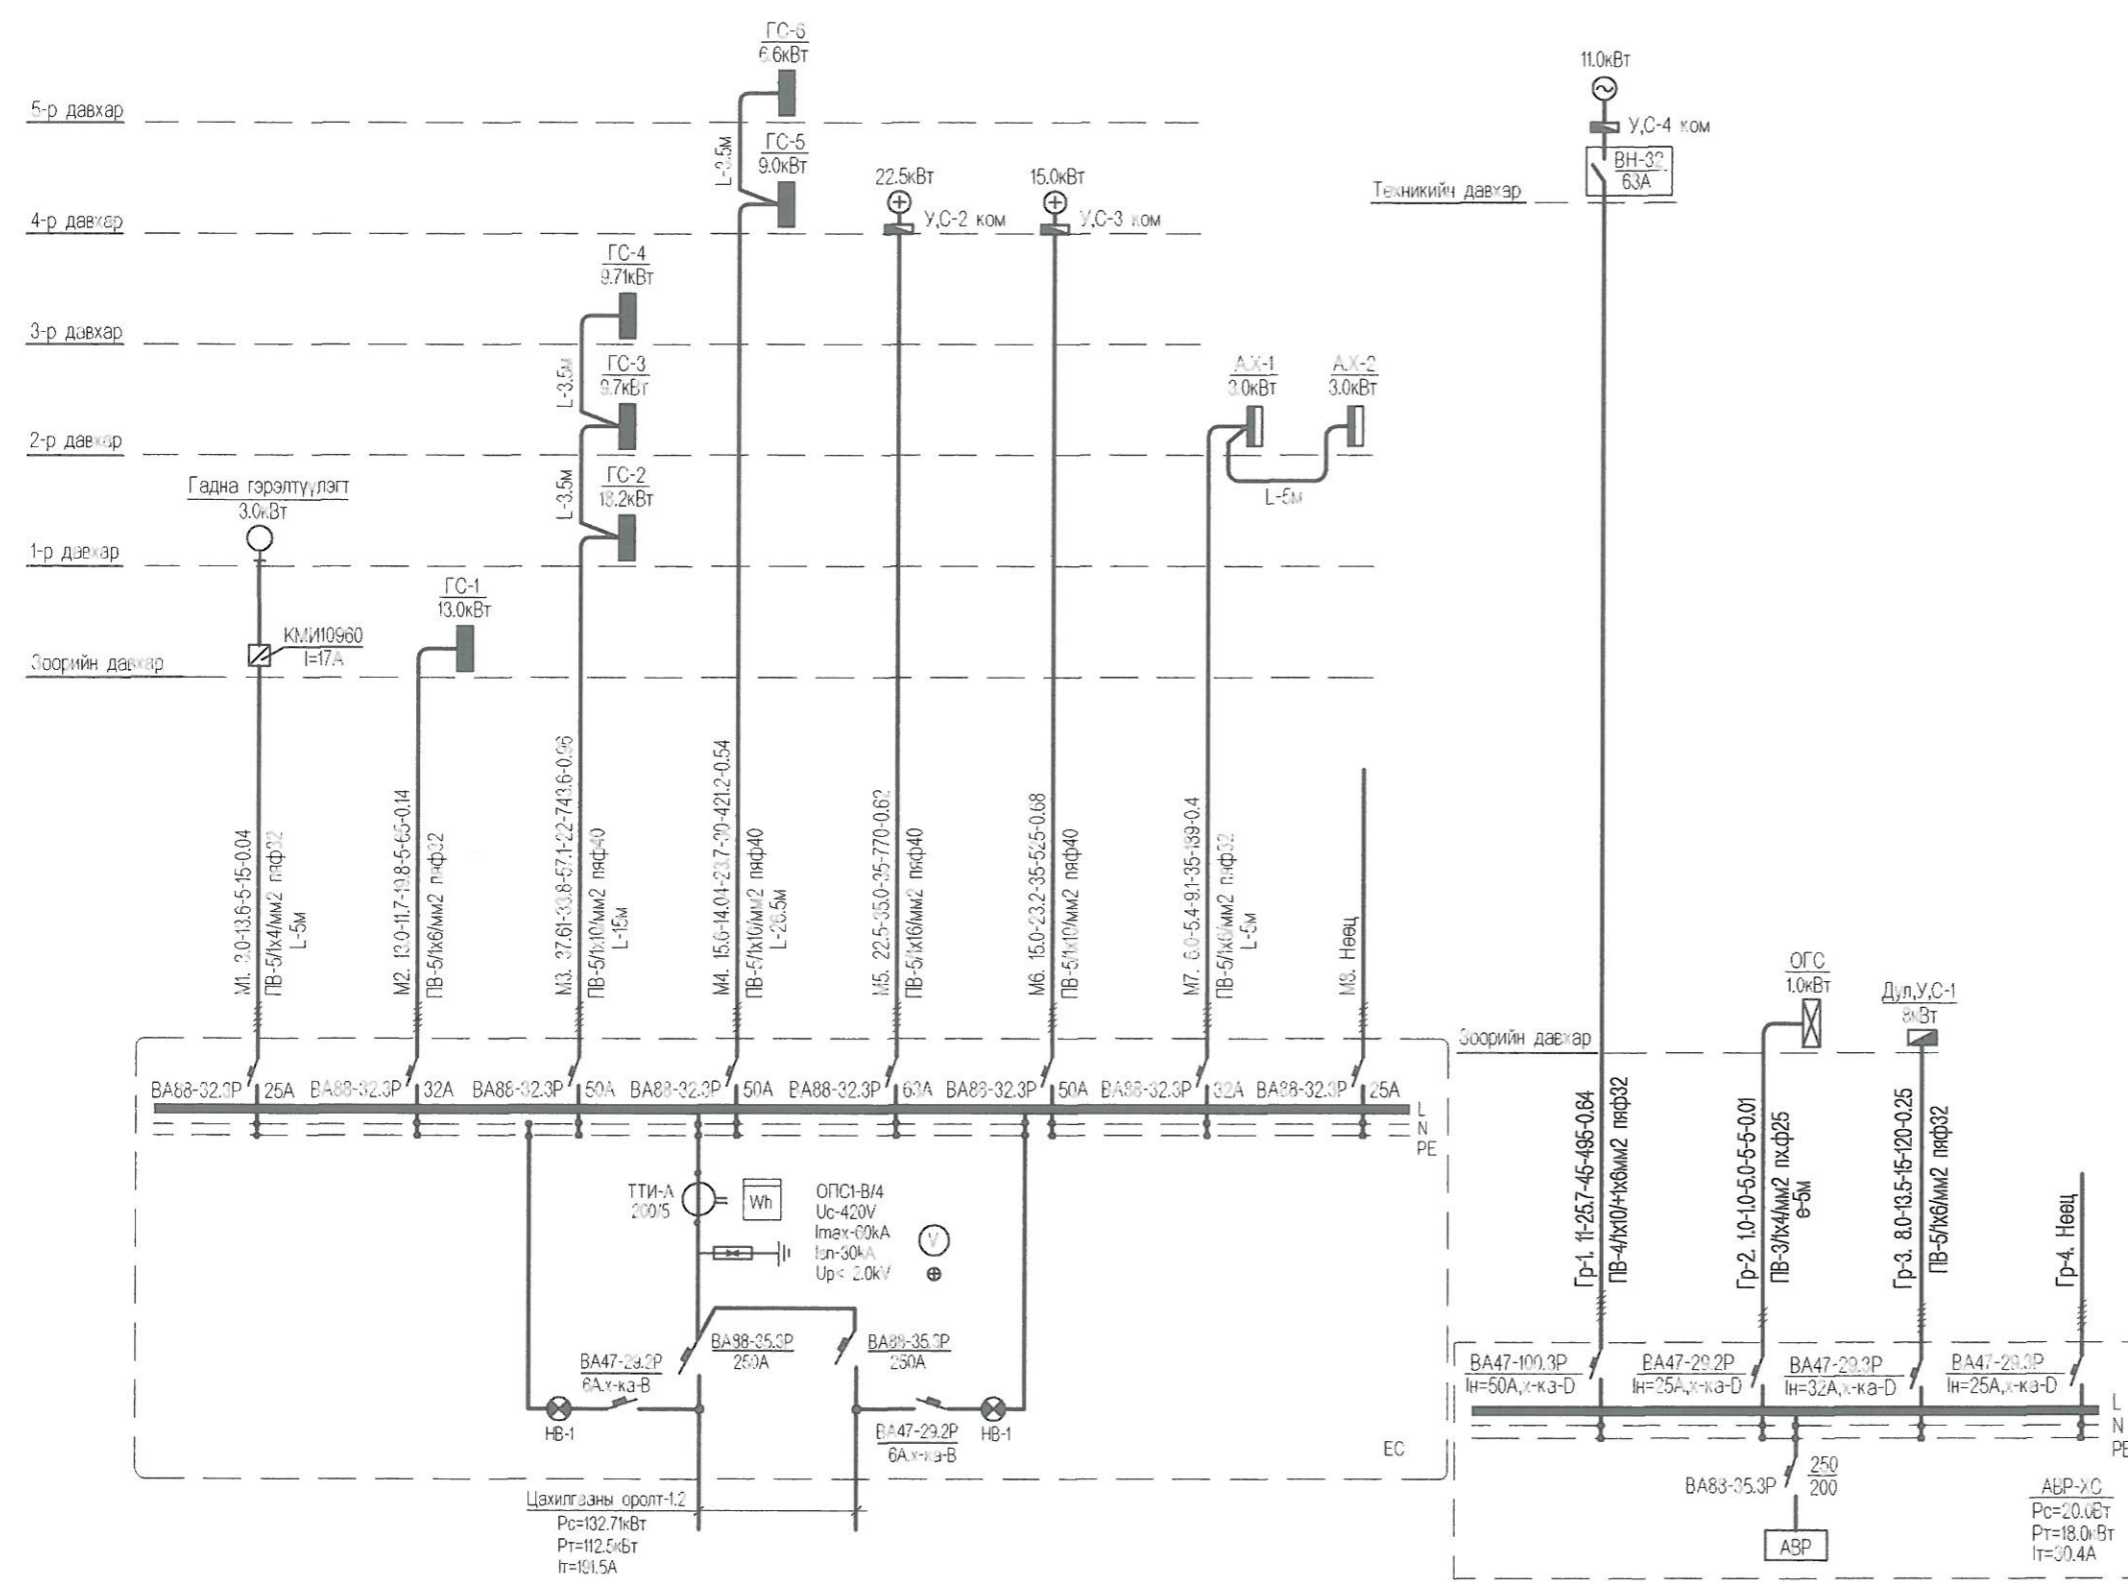 ГС-6
6.6кВт
5-р давхар
L-3.5м
ГС-5
9.0кВт
4-р давхар
22.5кВт
У,С-2 ком
15.0кВт
У,С-3 ком
ГС-4
9.71кВт
3-р давхар
L-3.5м
ГС-3
9.7кВт
2-р давхар
L-3.5м
ГС-2
18.2кВт
А.Х-1
3.0кВт
А.Х-2
3.0кВт
L-5м
Гадна гэрэлтүүлэгт
3.0кВт
1-р давхар
ГС-1
13.0кВт
КМИ10960
I=17А
Зоорийн давхар
11.0кВт
У,С-4 ком
ВН-32
63А
Техникийн давхар
М1. 3.0-13.6-5-15-0.04
ПВ-5/1х4/мм2 пяф32
L-5м
М2. 13.0-11.7-19.8-5-65-0.14
ПВ-5/1х6/мм2 пяф32
М3. 37.61-33.8-57.1-22-743.6-0.96
ПВ-5/1х10/мм2 пяф40
L-15м
М4. 15.6-14.04-23.7-30-421.2-0.54
ПВ-5/1х10/мм2 пяф40
L-26.5м
М5. 22.5-35.0-35-770-0.62
ПВ-5/1х16/мм2 пяф40
М6. 15.0-23.2-35-525-0.68
ПВ-5/1х10/мм2 пяф40
М7. 6.0-5.4-9.1-35-189-0.4
ПВ-5/1х6/мм2 пяф32.
L-5м
М8. Нөөц
ВА88-32.3Р 25А
ВА88-32.3Р 32А
ВА88-32.3Р 50А
ВА88-32.3Р 50А
ВА88-32.3Р 63А
ВА88-32.3Р 50А
ВА88-32.3Р 32А
ВА88-32.3Р 25А
L
N
PE
ТТИ-А
200/5
Wh
ОПС1-В/4
Uc-420V
Imax-60kA
Isn-30kA
Up< 2.0kV
V
ВА88-35.3Р
250А
ВА88-35.3Р
250А
ВА47-29.2Р
6А.х-ка-В
НВ-1
ВА47-29.2Р
6А.х-ка-В
НВ-1
ЕС
Цахилгааны оролт-1.2
Рс=132.71кВт
Рт=112.5кВт
Iт=191.5А
Зоорийн давхар
ОГС
1.0кВт
Дул,У,С-1
8кВт
Гр-1. 11-25.7-45-495-0.64
ПВ-4/1х10/+1х6мм2 пяф32
Гр-2. 1.0-1.0-5.0-5-5-0.01
ПВ-3/1х4/мм2 пх.ф25
е-5м
Гр-3. 8.0-13.5-15-120-0.25
ПВ-5/1х6/мм2 пяф32
Гр-4. Нөөц
ВА47-100.3Р
Iн=50А,х-ка-D
ВА47-29.2Р
Iн=25А,х-ка-D
ВА47-29.3Р
Iн=32А,х-ка-D
ВА47-29.3Р
Iн=25А,х-ка-D
L
N
PE
ВА88-35.3Р
250
200
АВР
АВР-ХС
Рс=20.0Вт
Рт=18.0кВт
Iт=30.4А